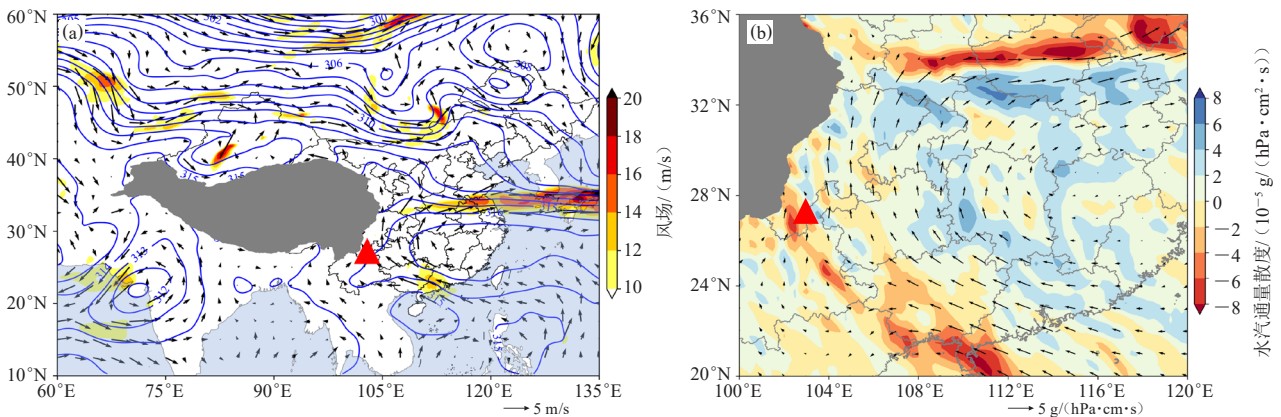 (a)
60°N
50°N
40°N
30°N
20°N
10°N
60° E
75° E
90° E
105° E
120° E
135° E
300
306
310
312
20
18
16
14
12
10
风场/ (m/s)
5 m/s
(b)
36°N
32°N
28°N
24°N
20°N
100° E
104° E
108° E
112° E
116° E
120° E
8
6
4
2
0
−2
−4
−6
−8
水汽通量散度/ (10⁻⁵ g/ (hPa·cm·s)
5 g/(hPa·cm·s)